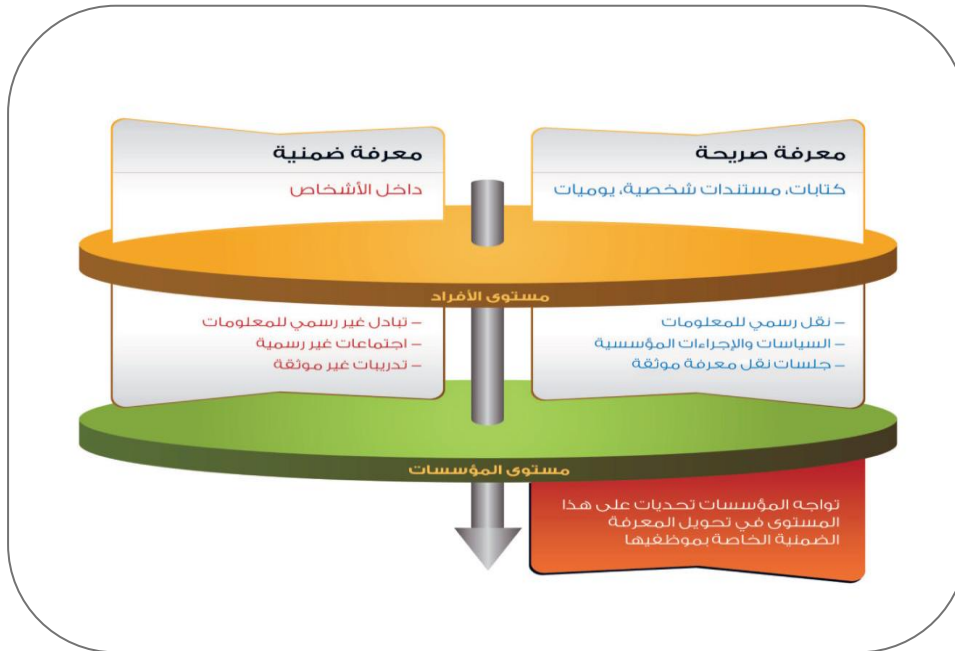 معرفة صريحة
كتابات، مستندات شخصية، يوميات
معرفة ضمنية
داخل الأشخاص
مستوى الأفراد
– نقل رسمي للمعلومات
– السياسات والإجراءات المؤسسية
– جلسات نقل معرفة موثقة
– تبادل غير رسمي للمعلومات
– اجتماعات غير رسمية
– تدريبات غير موثقة
مستوى المؤسسات
تواجه المؤسسات تحديات على هذا
المستوى في تحويل المعرفة
الضمنية الخاصة بموظفيها